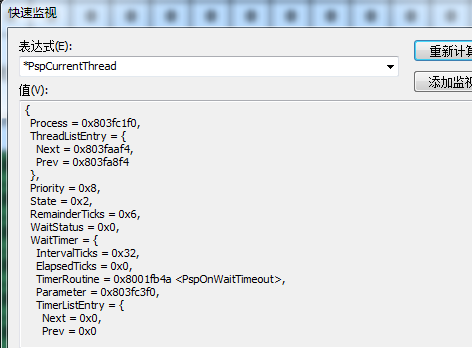 快速监视
表达式(E):
重新计算
*PspCurrentThread
添加监视
值(V):
{
Process = 0x803fc1f0,
ThreadListEntry = {
Next = 0x803faaf4,
Prev = 0x803fa8f4
},
Priority = 0x8,
State = 0x2,
RemainderTicks = 0x6,
WaitStatus = 0x0,
WaitTimer = {
IntervalTicks = 0x32,
ElapsedTicks = 0x0,
TimerRoutine = 0x8001fb4a <PspOnWaitTimeout>,
Parameter = 0x803fc3f0,
TimerListEntry = {
Next = 0x0,
Prev = 0x0